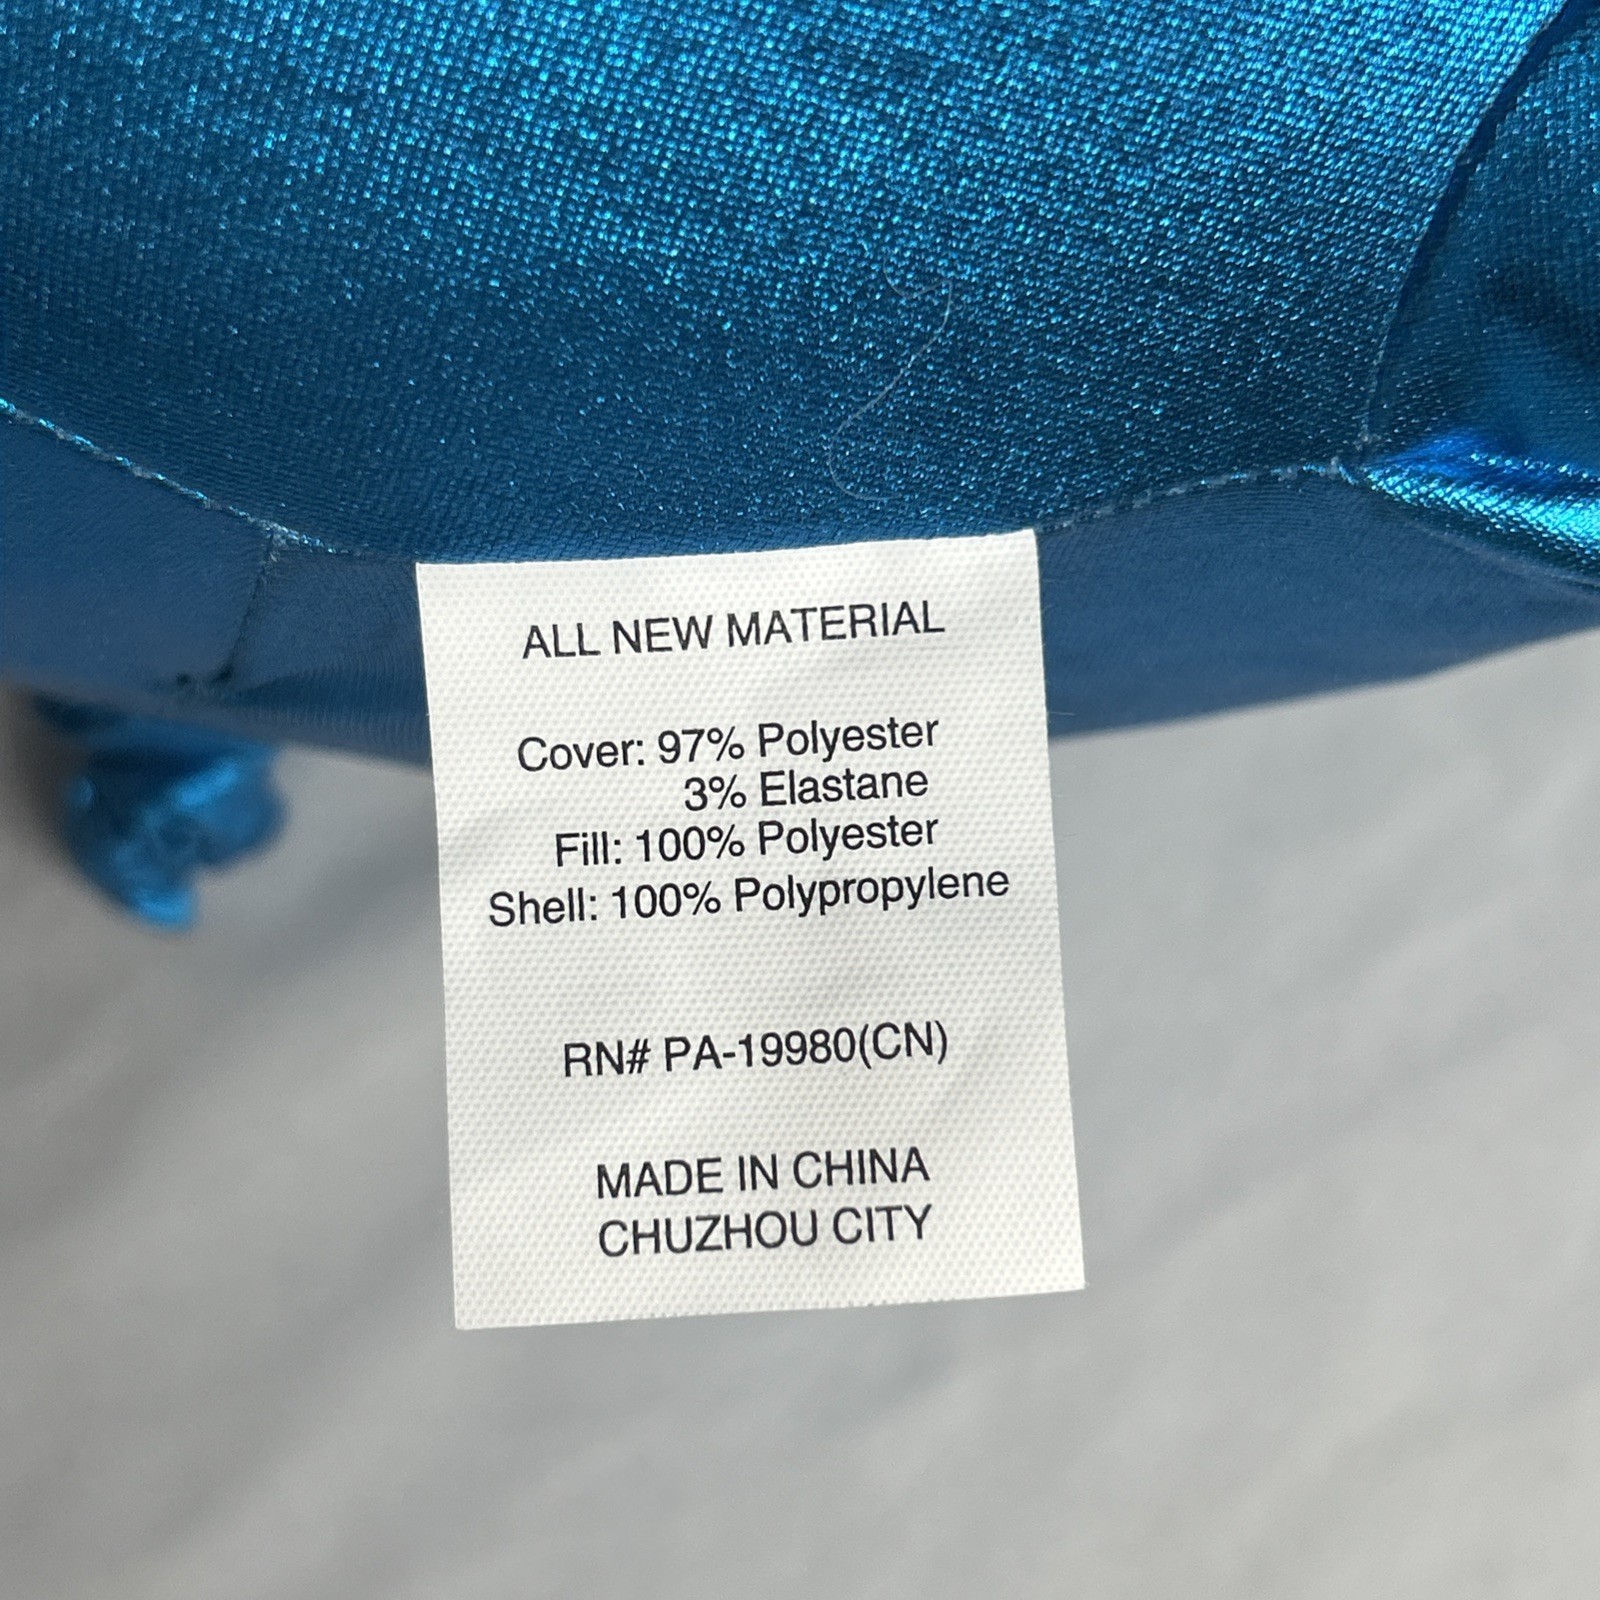 ALL NEW MATERIAL
Cover: 97% Polyester
3% Elastane
Fill: 100% Polyester
Shell: 100% Polypropylene
RN# PA-19980(CN)
MADE IN CHINA
CHUZHOU CITY